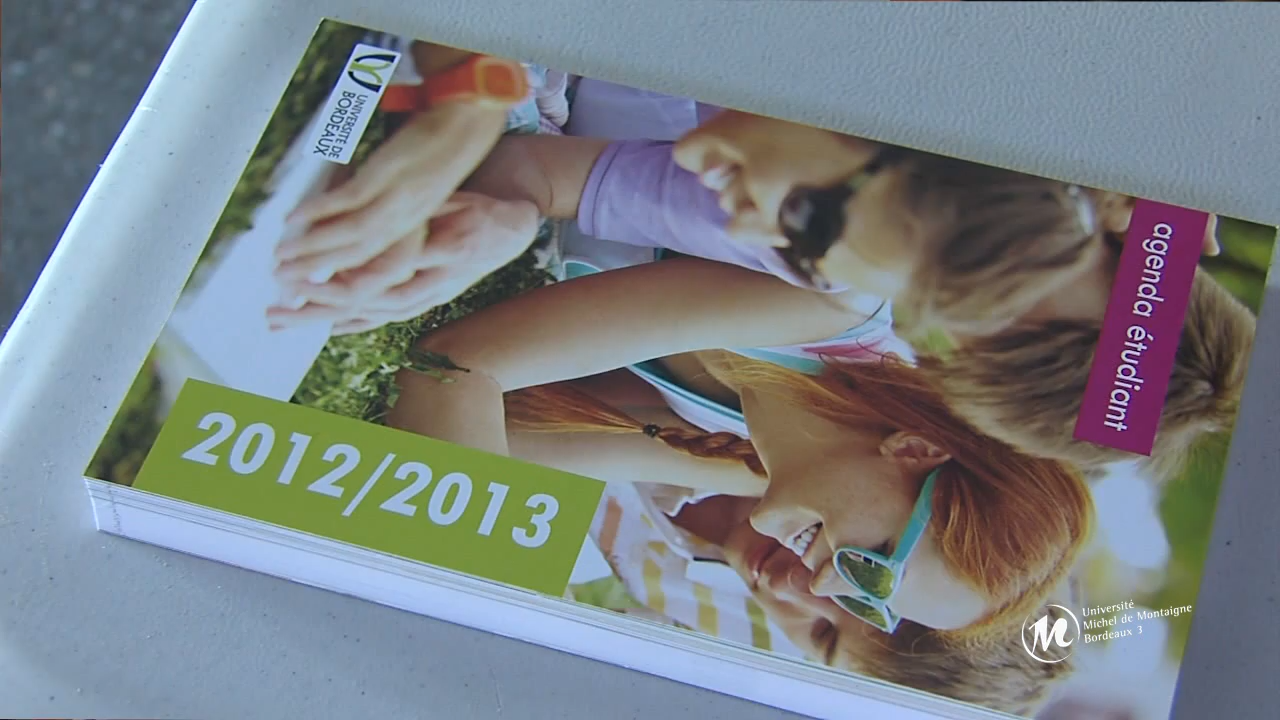 UNIVERSITÉ DE
BORDEAUX
agenda étudiant
2012/2013
Université
Michel de Montaigne
Bordeaux 3